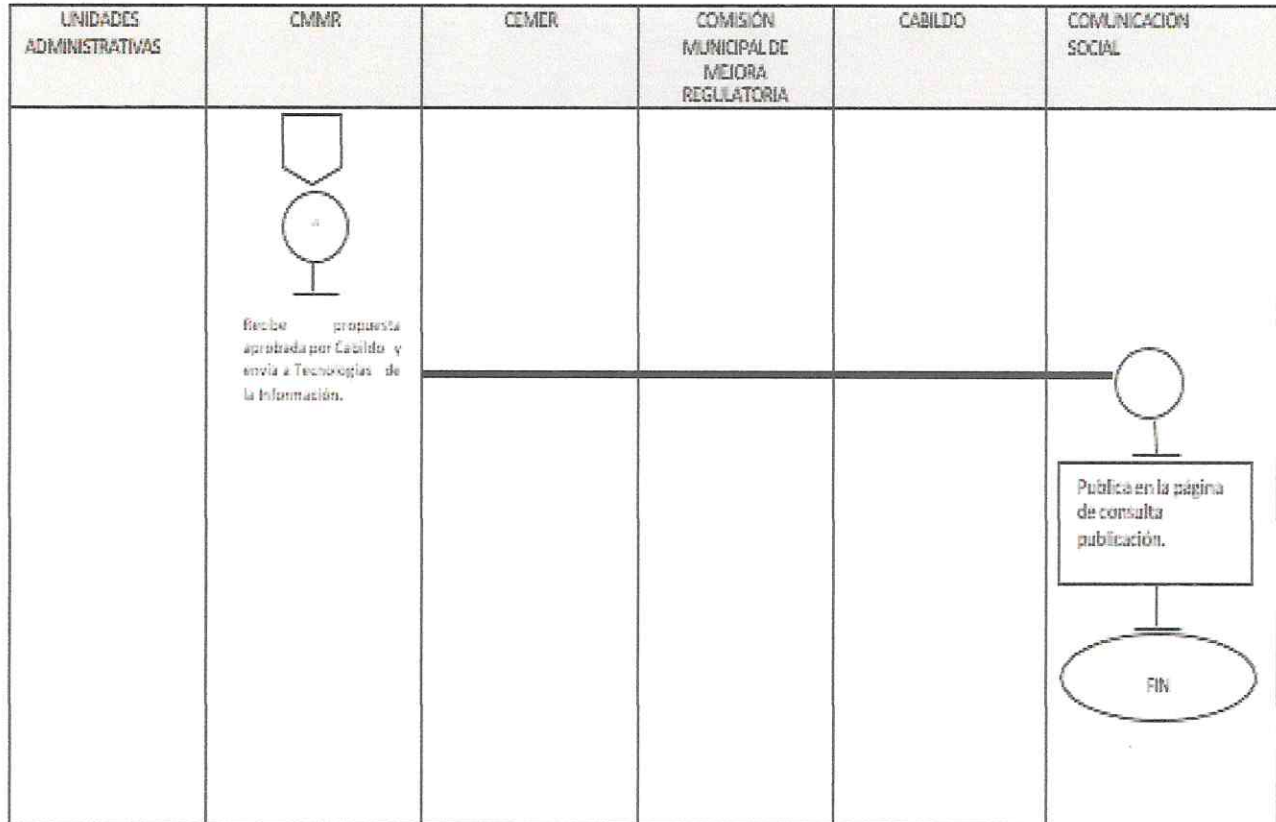 UNIDADES
ADMINISTRATIVAS
CMMR
CEMER
COMISIÓN
MUNICIPAL DE
MEJORA
REGULATORIA
CABILDO
COMUNICACION
SOCIAL
Recibe propuesta
aprobada por Cabildo y
envía a Tecnologías de
la Información.
Publica en la página
de consulta
publicación.
FIN